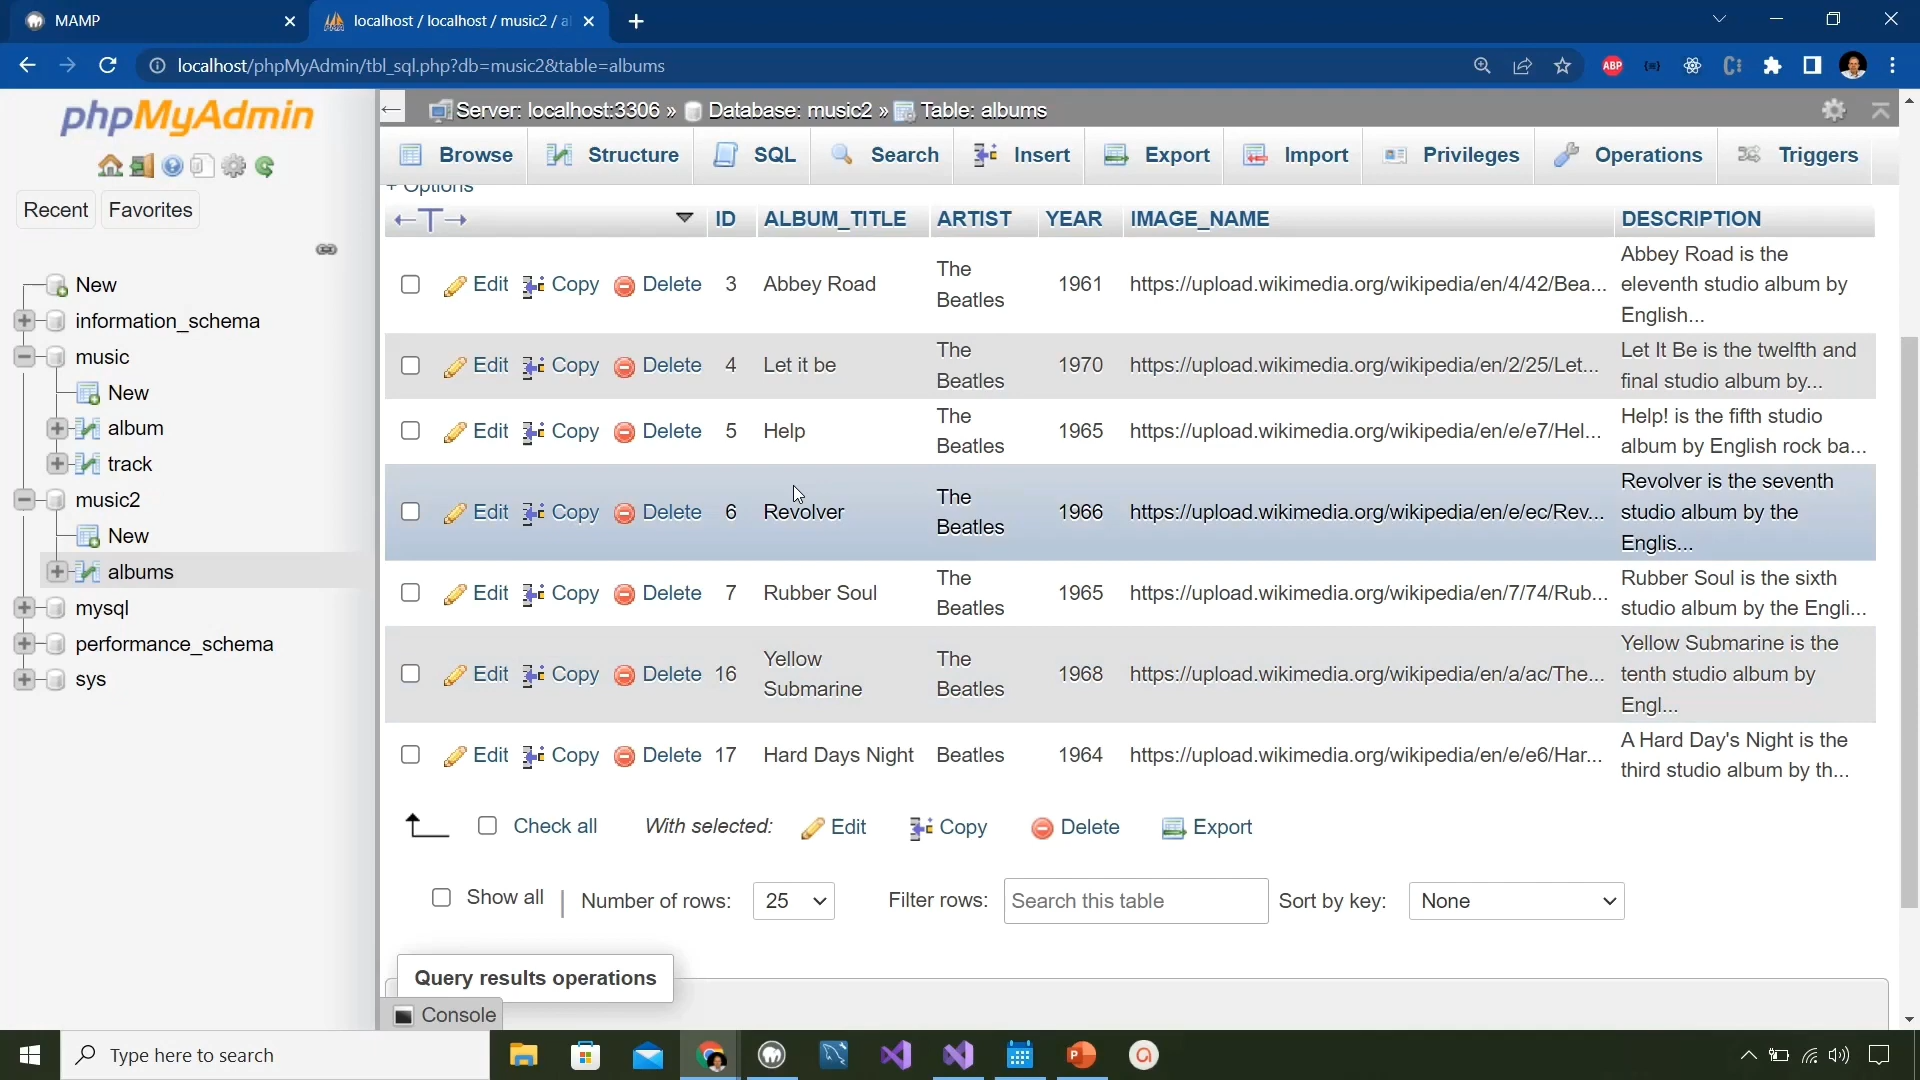 MAMP
localhost / localhost / music2 / al
localhost/phpMyAdmin/tbl_sql.php?db=music2&table=albums
ABP
phpMyAdmin
Server: localhost:3306 » Database: music2 » Table: albums
Browse Structure SQL Search Insert Export Import Privileges Operations Triggers
Recent Favorites
New
information_schema
music
New
album
track
music2
New
albums
mysql
performance_schema
sys
+ Options
←T→ ID ALBUM_TITLE ARTIST YEAR IMAGE_NAME DESCRIPTION
Edit Copy Delete 3 Abbey Road The Beatles 1961 https://upload.wikimedia.org/wikipedia/en/4/42/Bea... Abbey Road is the
eleventh studio album by
English...
Edit Copy Delete 4 Let it be The Beatles 1970 https://upload.wikimedia.org/wikipedia/en/2/25/Let... Let It Be is the twelfth and
final studio album by...
Edit Copy Delete 5 Help The Beatles 1965 https://upload.wikimedia.org/wikipedia/en/e/e7/Hel... Help! is the fifth studio
album by English rock ba...
Edit Copy Delete 6 Revolver The Beatles 1966 https://upload.wikimedia.org/wikipedia/en/e/ec/Rev... Revolver is the seventh
studio album by the
Englis...
Edit Copy Delete 7 Rubber Soul The Beatles 1965 https://upload.wikimedia.org/wikipedia/en/7/74/Rub... Rubber Soul is the sixth
studio album by the Engli...
Edit Copy Delete 16 Yellow Submarine The Beatles 1968 https://upload.wikimedia.org/wikipedia/en/a/ac/The... Yellow Submarine is the
tenth studio album by
Engl...
Edit Copy Delete 17 Hard Days Night Beatles 1964 https://upload.wikimedia.org/wikipedia/en/e/e6/Har... A Hard Day's Night is the
third studio album by th...
Check all With selected: Edit Copy Delete Export
Show all | Number of rows: 25 Filter rows: Search this table Sort by key: None
Query results operations
Console
Type here to search